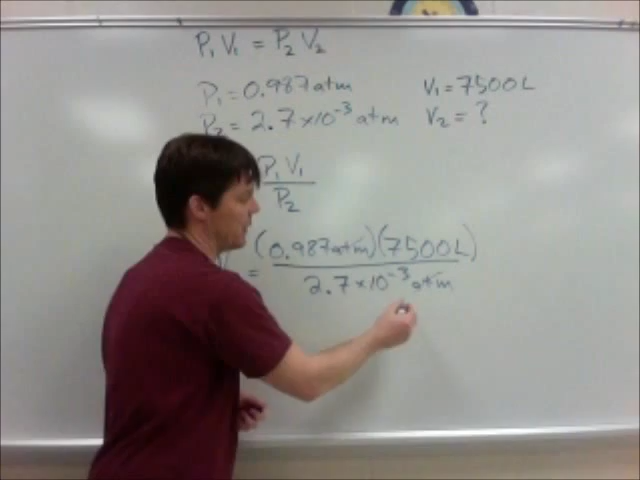 P₁ V₁ = P₂ V₂
P₁ = 0.987 atm V₁ = 7500 L
P₂ = 2.7 × 10⁻³ atm V₂ = ?
P₁ V₁
P₂
= (0.987 atm)(7500 L)
2.7 × 10⁻³ atm